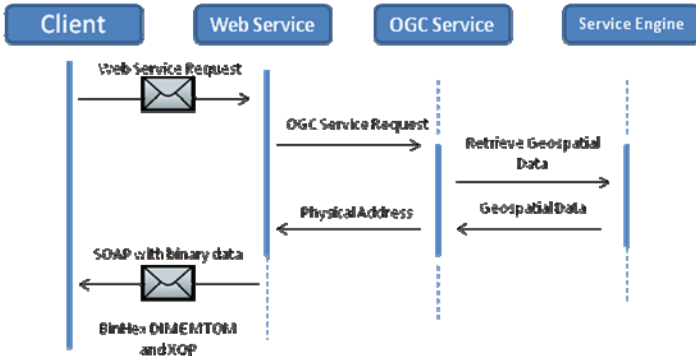 Client
Web Service
OGC Service
Service Engine
Web Service Request
OGC Service Request
Retrieve Geospatial
Data
Physical Address
Geospatial Data
SOAP with binary data
BinHex DIMEMTOM
and XOP